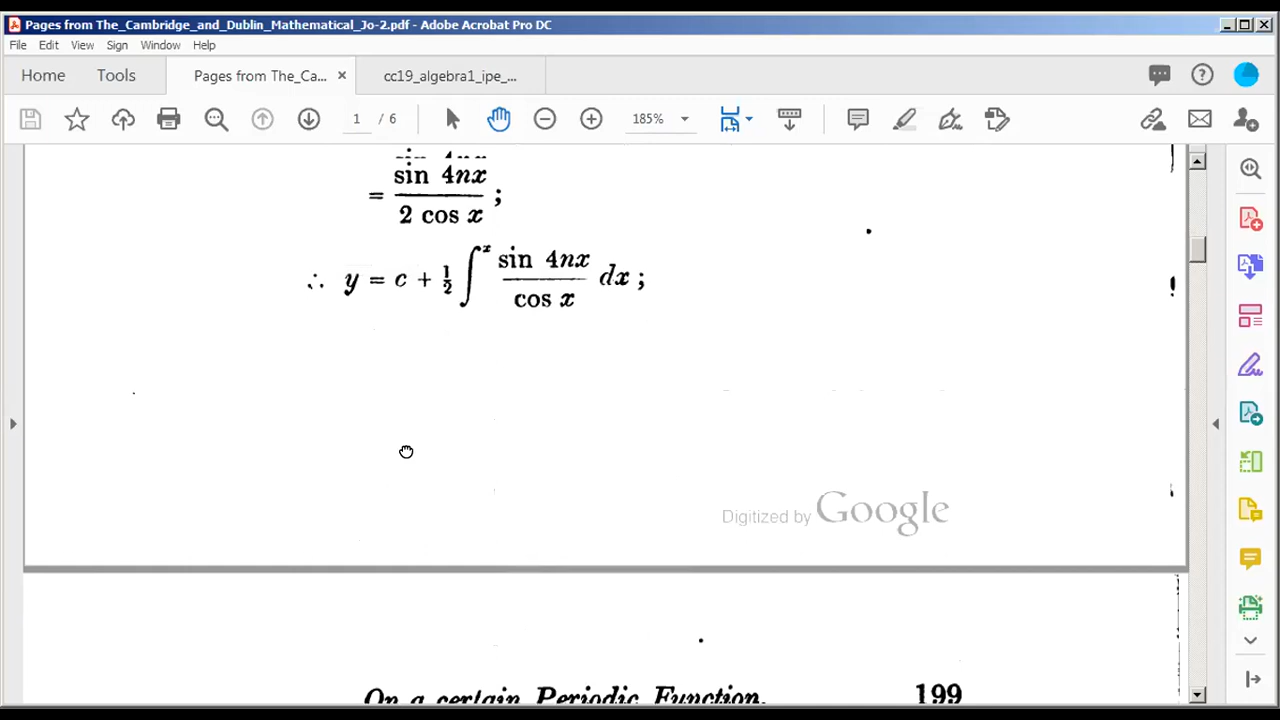 Pages from The_Cambridge_and_Dublin_Mathematical_Jo-2.pdf - Adobe Acrobat Pro DC
File Edit View Sign Window Help
Home Tools Pages from The_Ca... × cc19_algebra1_ipe_...
1 / 6 185%
= sin 4nx / 2 cos x ;
∴ y = c + ½ ∫^x sin 4nx / cos x dx ;
Digitized by Google
On a certain Periodic Function. 199